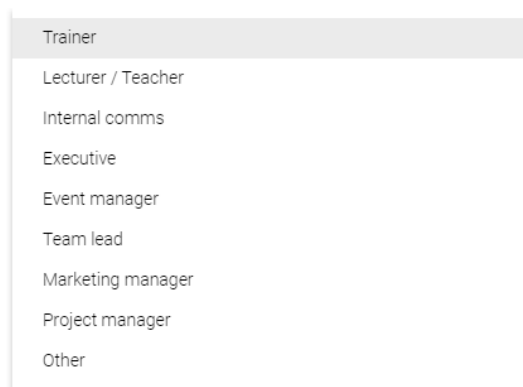 Trainer
Lecturer / Teacher
Internal comms
Executive
Event manager
Team lead
Marketing manager
Project manager
Other